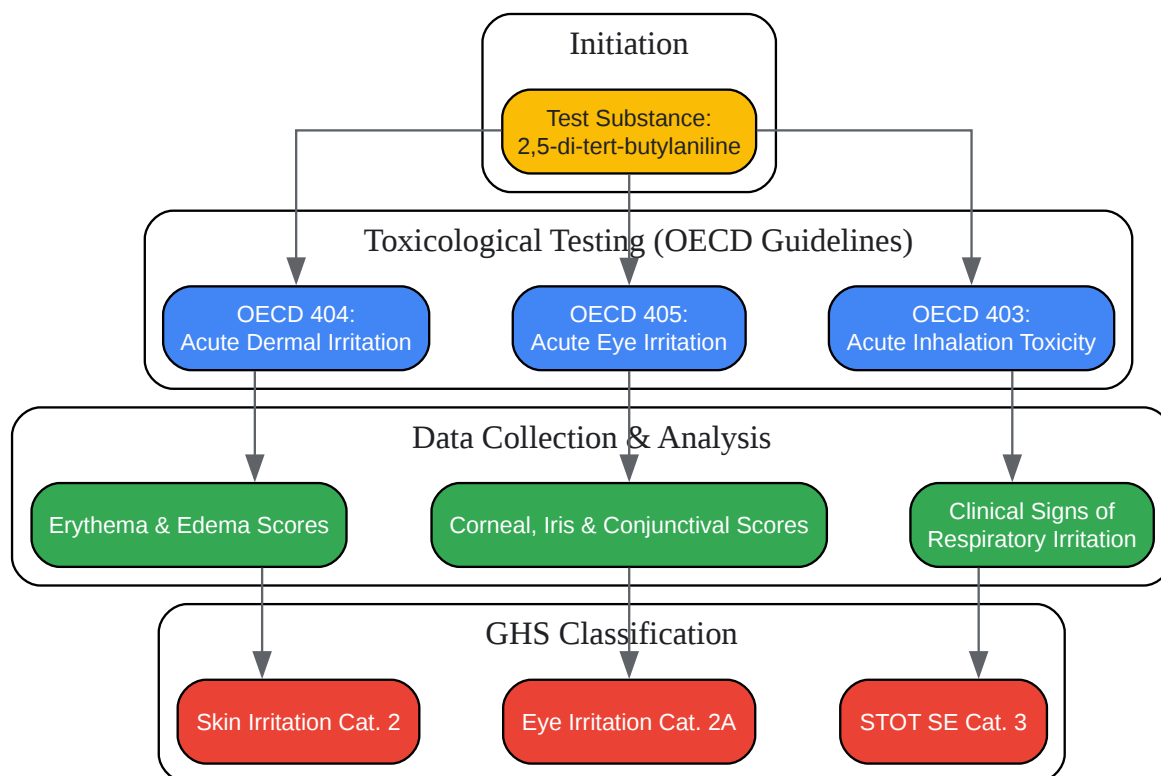 Initiation
Test Substance:
2,5-di-tert-butylaniline
Toxicological Testing (OECD Guidelines)
OECD 404:
Acute Dermal Irritation
OECD 405:
Acute Eye Irritation
OECD 403:
Acute Inhalation Toxicity
Data Collection & Analysis
Erythema & Edema Scores
Corneal, Iris & Conjunctival Scores
Clinical Signs of
Respiratory Irritation
GHS Classification
Skin Irritation Cat. 2
Eye Irritation Cat. 2A
STOT SE Cat. 3